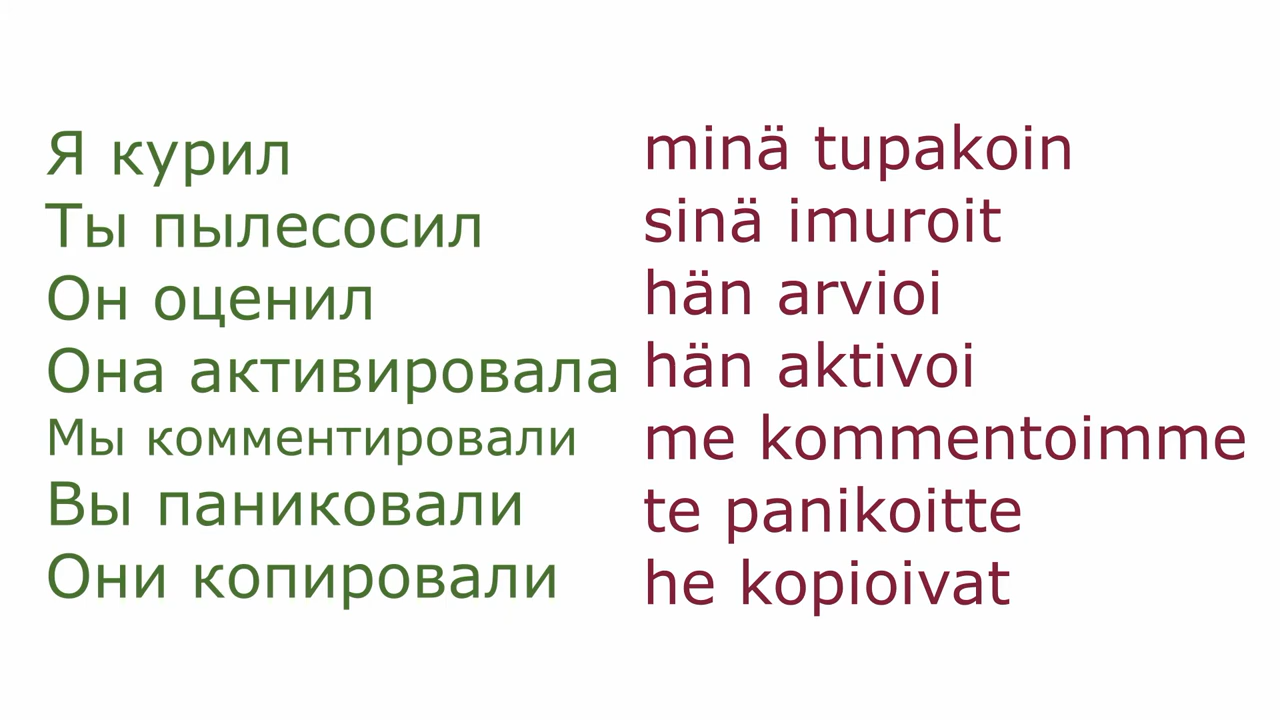 Я курил
Ты пылесосил
Он оценил
Она активировала
Мы комментировали
Вы паниковали
Они копировали
minä tupakoin
sinä imuroit
hän arvioi
hän aktivoi
me kommentoimme
te panikoitte
he kopioivat